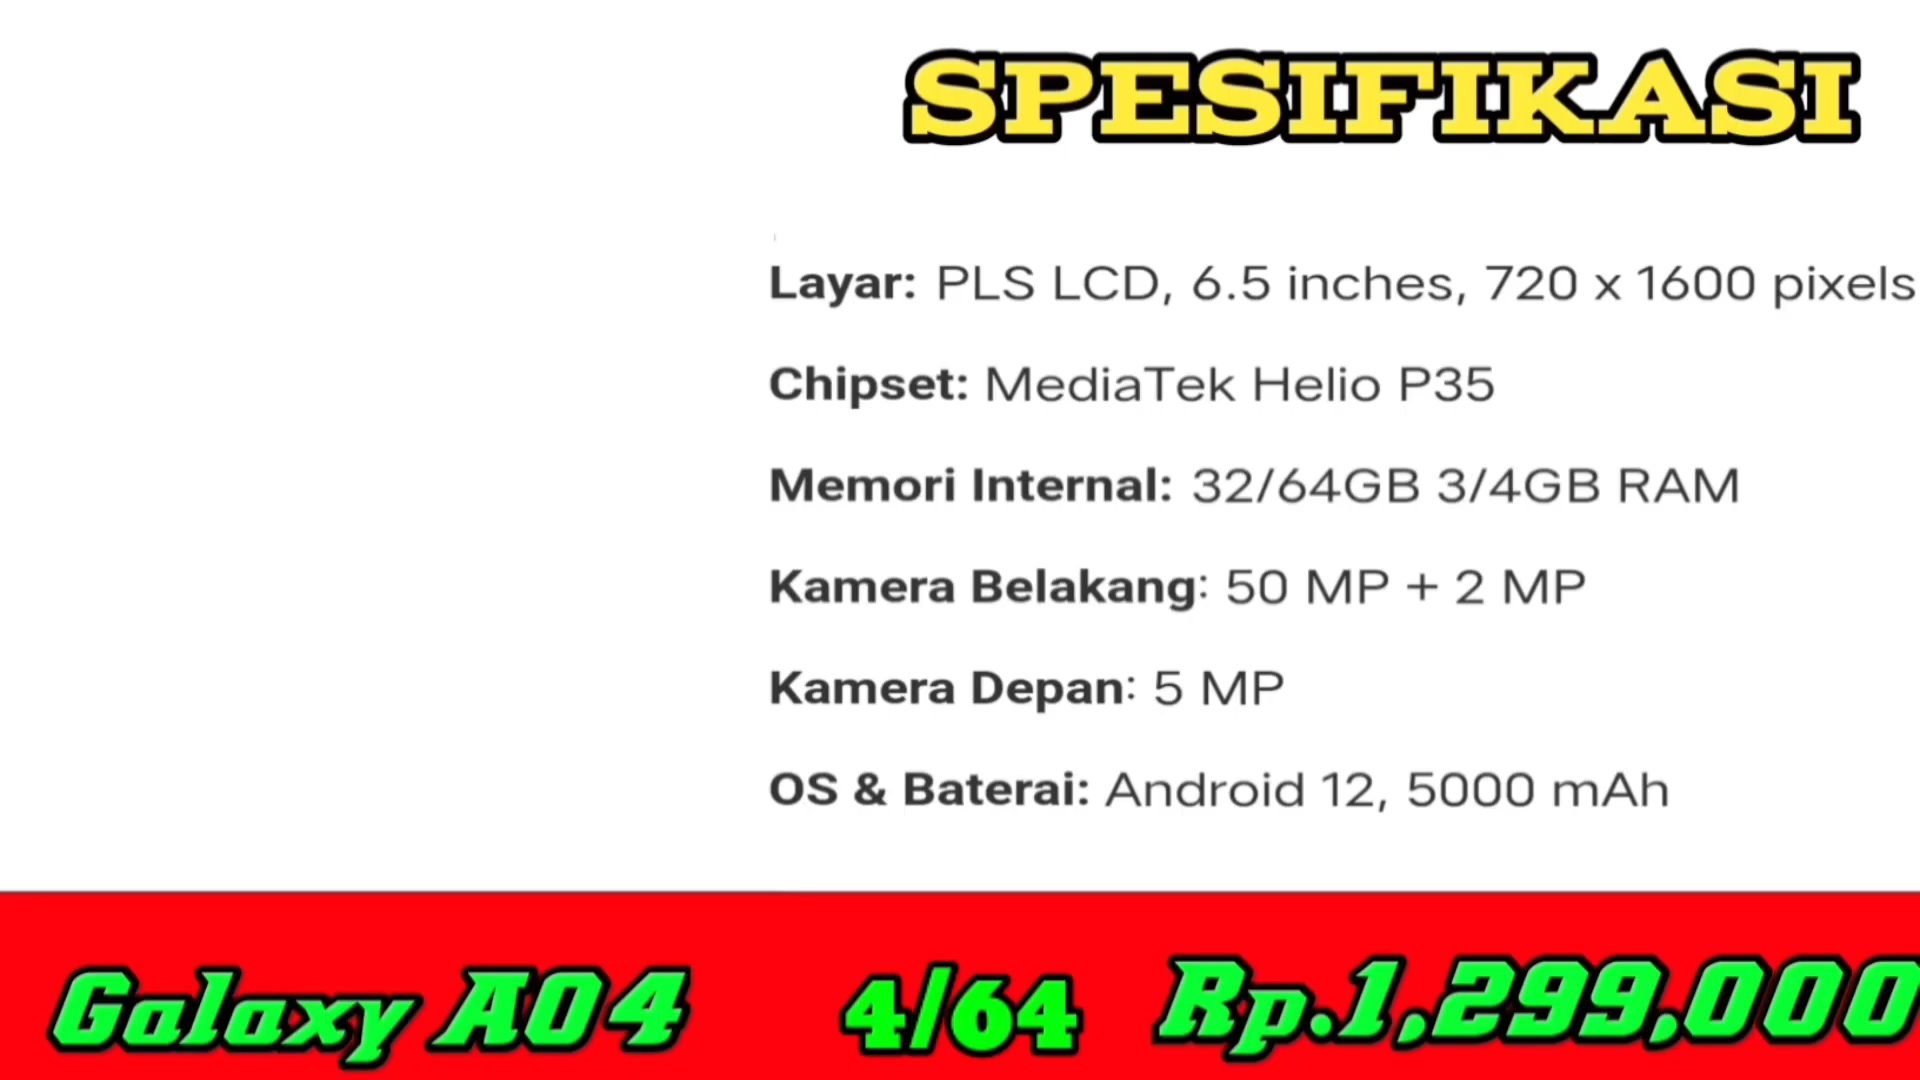 SPESIFIKASI
Layar: PLS LCD, 6.5 inches, 720 x 1600 pixels
Chipset: MediaTek Helio P35
Memori Internal: 32/64GB 3/4GB RAM
Kamera Belakang: 50 MP + 2 MP
Kamera Depan: 5 MP
OS & Baterai: Android 12, 5000 mAh
Galaxy A04 4/64 Rp.1,299,000